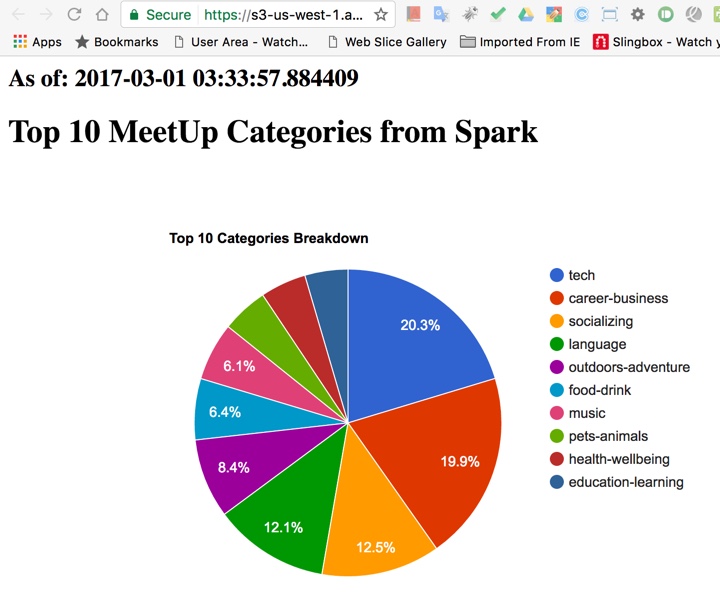 Secure https://s3-us-west-1.a...
Apps Bookmarks User Area - Watch... Web Slice Gallery Imported From IE Slingbox - Watch y
As of: 2017-03-01 03:33:57.884409
Top 10 MeetUp Categories from Spark
Top 10 Categories Breakdown
20.3%
19.9%
12.5%
12.1%
8.4%
6.4%
6.1%
tech
career-business
socializing
language
outdoors-adventure
food-drink
music
pets-animals
health-wellbeing
education-learning